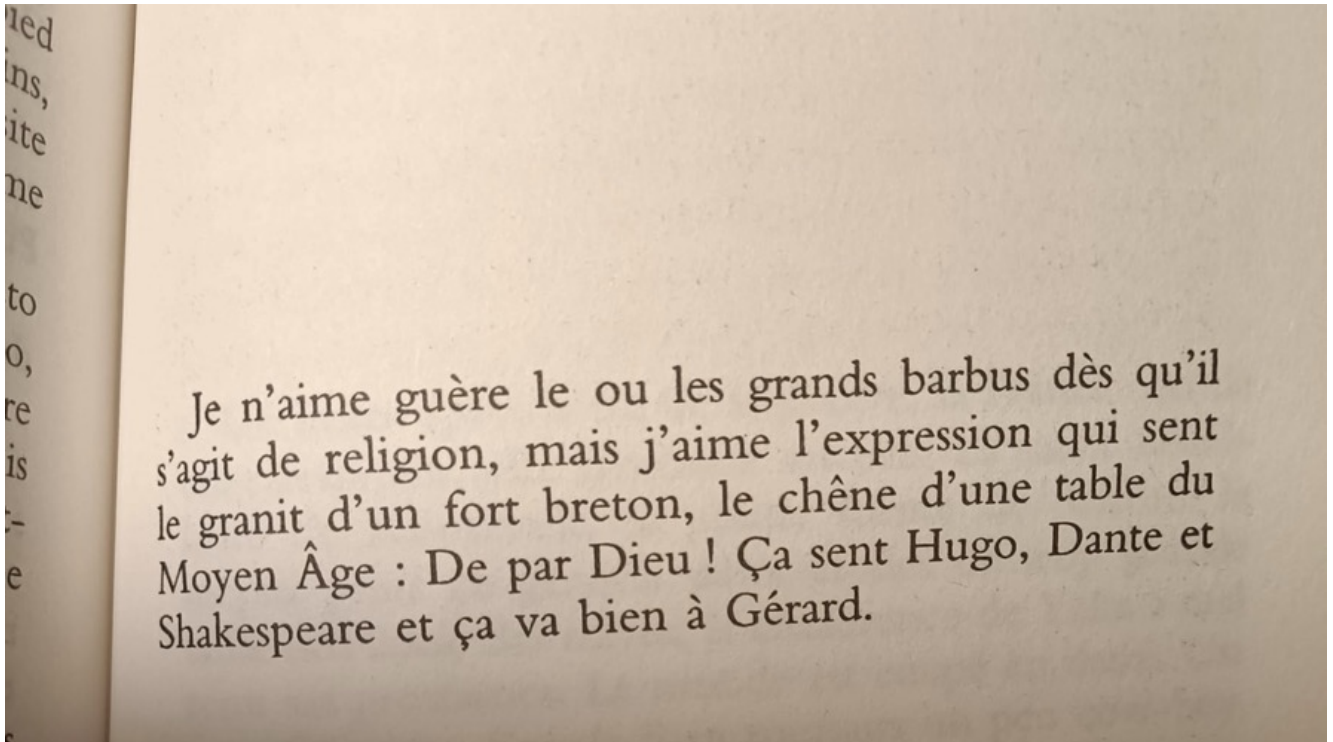 to
o,
is
e
Je n'aime guère le ou les grands barbus dès qu'il
s'agit de religion, mais j'aime l'expression qui sent
le granit d'un fort breton, le chêne d'une table du
Moyen Âge : De par Dieu ! Ça sent Hugo, Dante et
Shakespeare et ça va bien à Gérard.